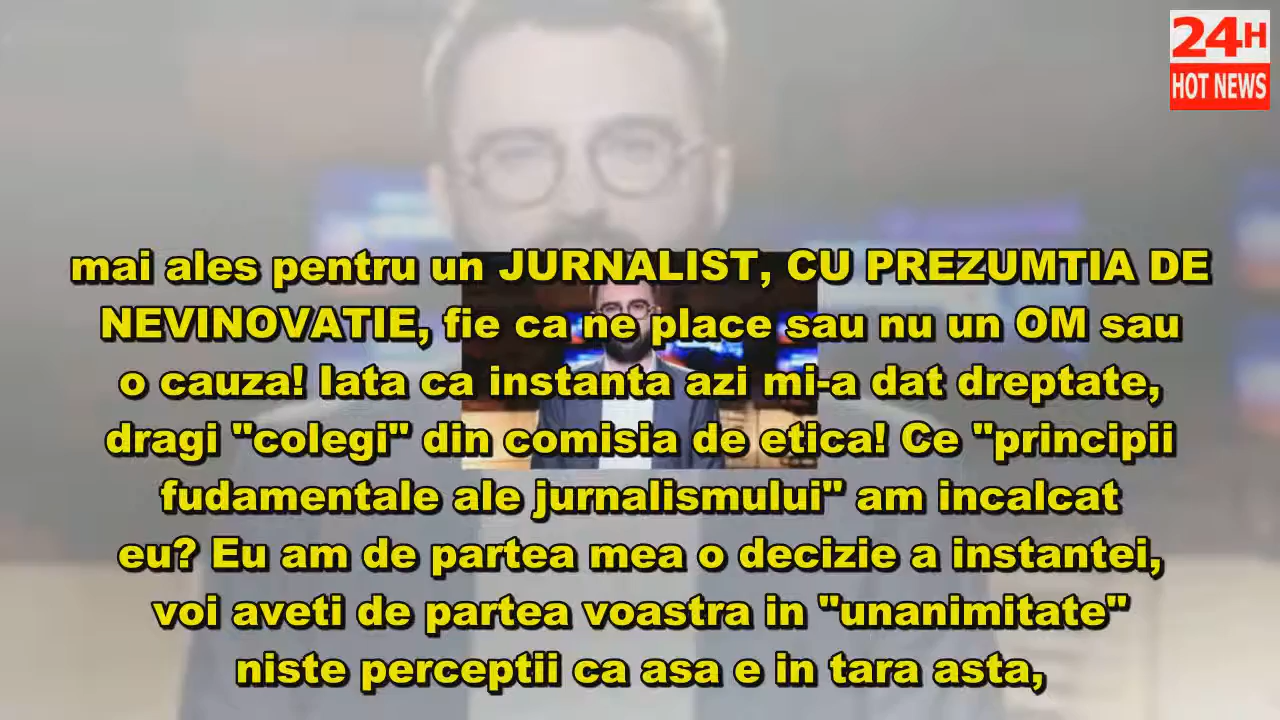 24H
HOT NEWS
mai ales pentru un JURNALIST, CU PREZUMTIA DE
NEVINOVATIE, fie ca ne place sau nu un OM sau
o cauza! Iata ca instanta azi mi-a dat dreptate,
dragi "colegi" din comisia de etica! Ce "principii
fudamentale ale jurnalismului" am incalcat
eu? Eu am de partea mea o decizie a instantei,
voi aveti de partea voastra in "unanimitate"
niste perceptii ca asa e in tara asta,